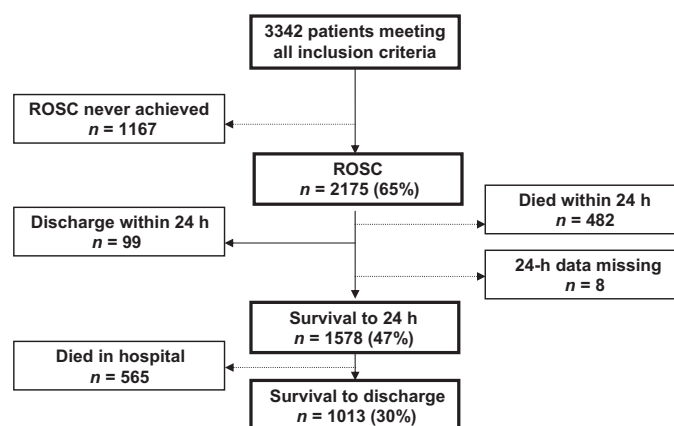 3342 patients meeting
all inclusion criteria
ROSC never achieved
n = 1167
ROSC
n = 2175 (65%)
Died within 24 h
n = 482
Discharge within 24 h
n = 99
24-h data missing
n = 8
Survival to 24 h
n = 1578 (47%)
Died in hospital
n = 565
Survival to discharge
n = 1013 (30%)